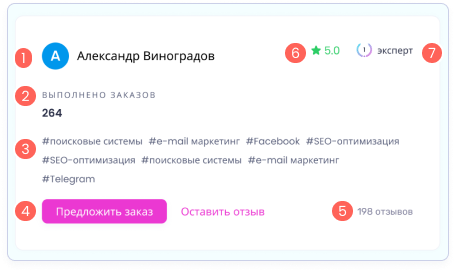 1 А Александр Виноградов 6 5.0 1 эксперт 7
2 ВЫПОЛНЕНО ЗАКАЗОВ
264
3 #поисковые системы #e-mail маркетинг #Facebook #SEO-оптимизация
#SEO-оптимизация #поисковые системы #e-mail маркетинг
#Telegram
4 Предложить заказ Оставить отзыв 5 198 отзывов